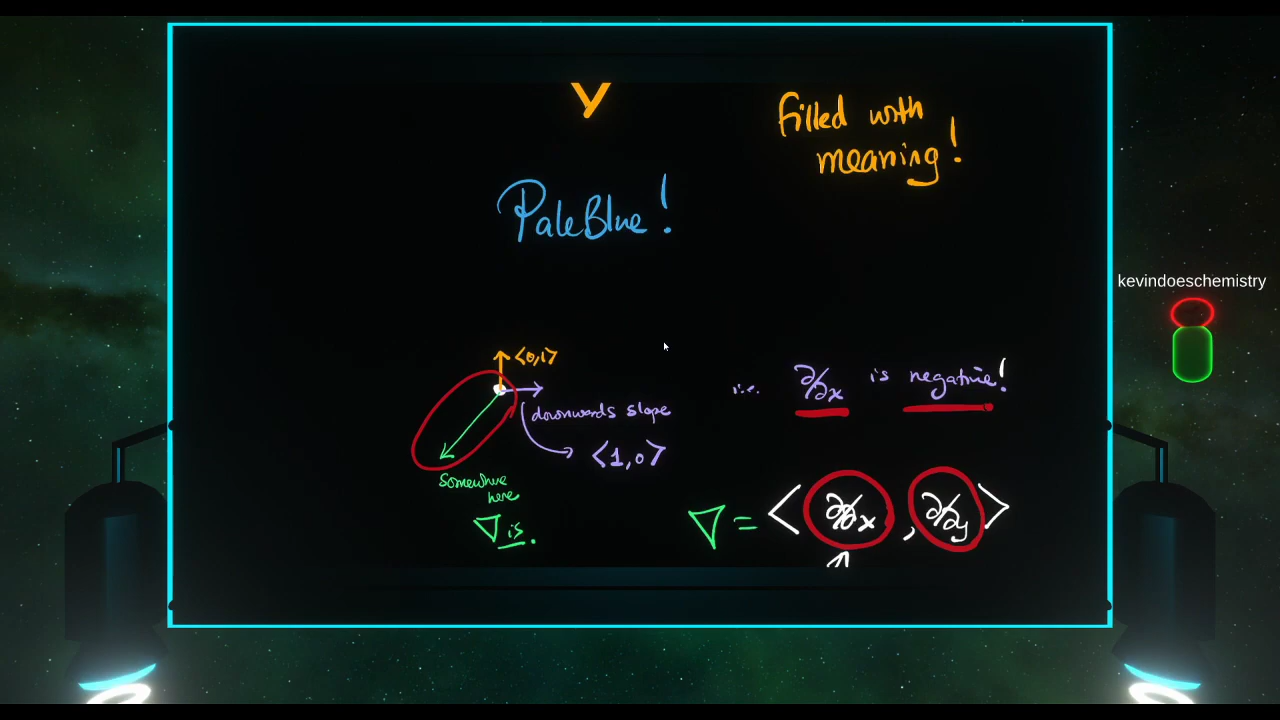 Y
filled with
meaning!
PaleBlue!
kevindoeschemistry
<0,1>
i.e. ∂/∂x is negative!
downwards slope
<1,0>
Somewhere
here
∇ is.
∇ = <∂/∂x, ∂/∂y>